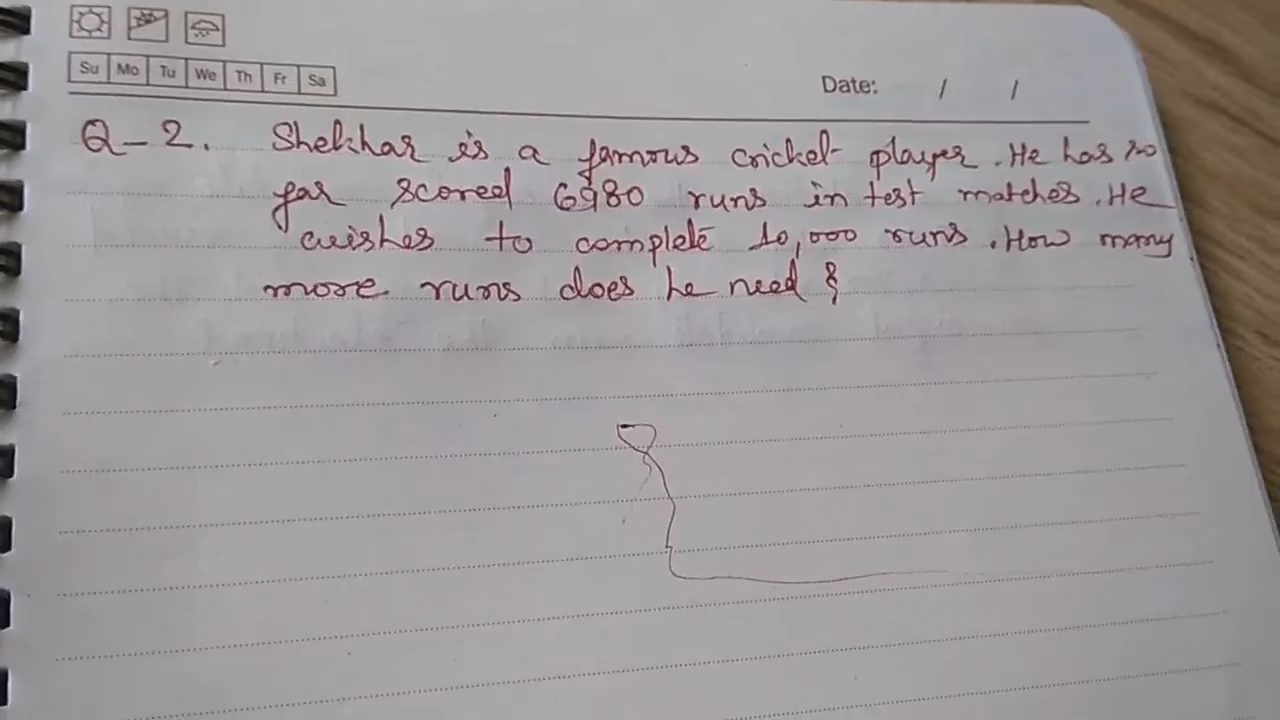 Su Mo Tu We Th Fr Sa
Date: / /
Q-2. Shekhar is a famous cricket player. He has so
far scored 6980 runs in test matches. He
wishes to complete 10,000 runs. How many
more runs does he need ?